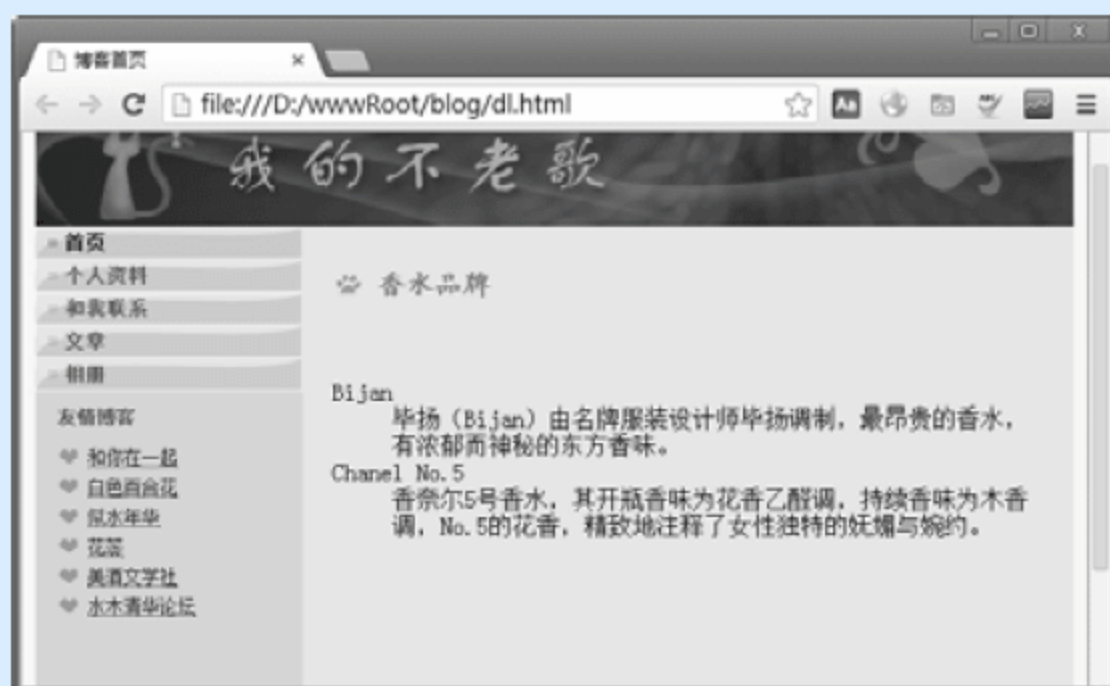 博客首页
file:///D:/wwwRoot/blog/dl.html
我的不老歌
首页
个人资料
和我联系
文章
相册
友情博客
和你在一起
白色百合花
似水年华
花茶
美酒文学社
水木清华论坛
香水品牌
Bijan
毕扬（Bijan）由名牌服装设计师毕扬调制，最昂贵的香水，
有浓郁而神秘的东方香味。
Chanel No.5
香奈尔5号香水，其开瓶香味为花香乙醛调，持续香味为木香
调，No.5的花香，精致地注释了女性独特的妩媚与婉约。